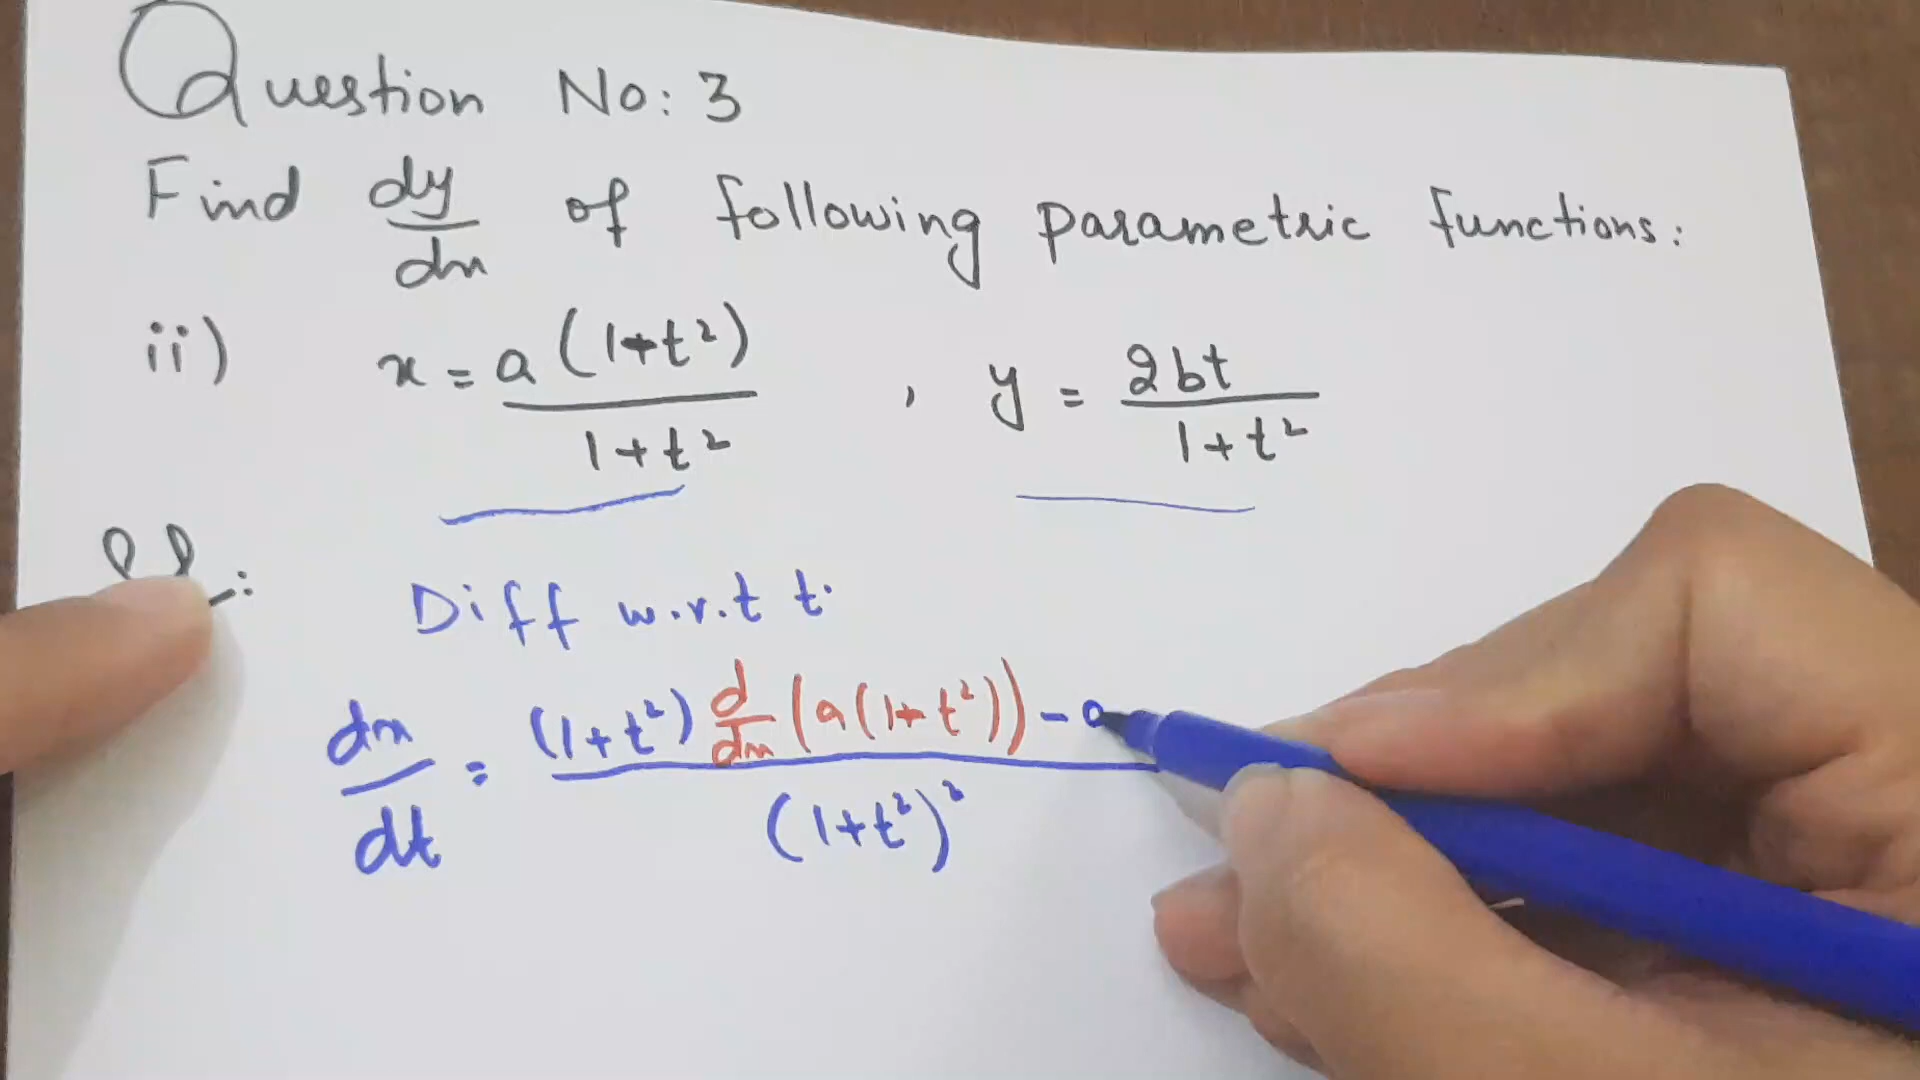 Question No: 3
Find dy/dx of following parametric functions:
ii) x = a(1+t²)/1+t² , y = 2bt/1+t²
Diff w.r.t t.
dx/dt = (1+t²) d/dx (a(1+t²)) - a/(1+t²)²